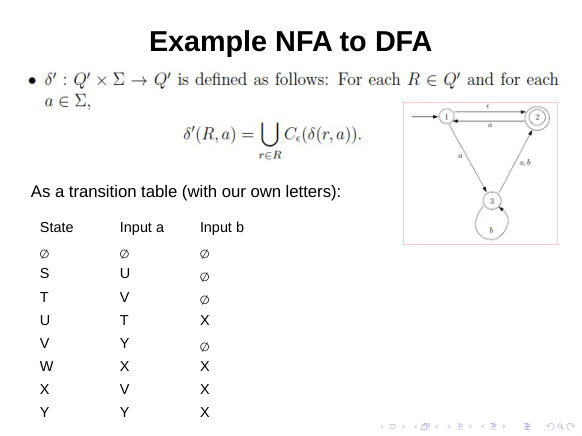 Example NFA to DFA
• δ′ : Q′ × Σ → Q′ is defined as follows: For each R ∈ Q′ and for each
a ∈ Σ,
δ′(R, a) = ⋃ Cϵ(δ(r, a)).
r∈R
ϵ
1
2
a
a
a, b
3
b
As a transition table (with our own letters):
State Input a Input b
∅ ∅ ∅
S U ∅
T V ∅
U T X
V Y ∅
W X X
X V X
Y Y X